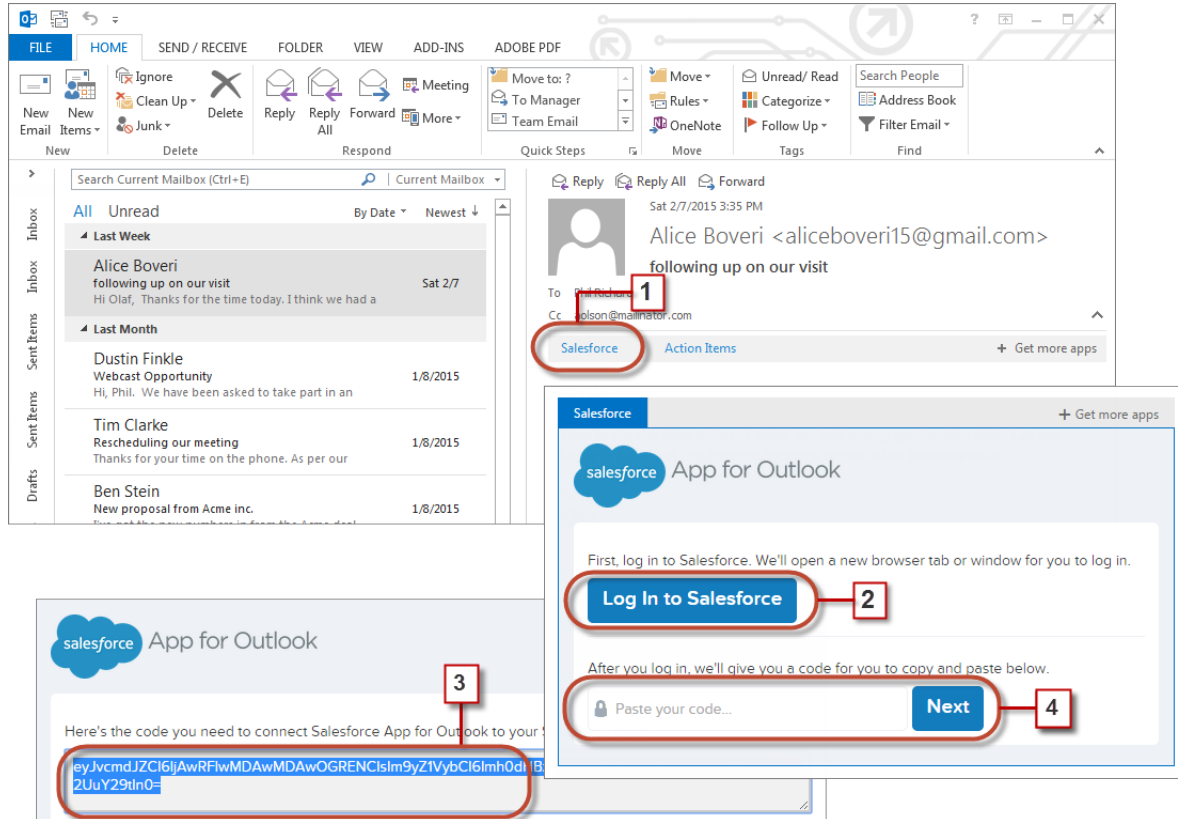 FILE HOME SEND / RECEIVE FOLDER VIEW ADD-INS ADOBE PDF
?
New Email
New Items
Ignore
Clean Up
Junk
Delete
Reply
Reply All
Forward
Meeting
More
Move to: ?
To Manager
Team Email
Move
Rules
OneNote
Unread/ Read
Categorize
Follow Up
Search People
Address Book
Filter Email
New Delete Respond Quick Steps Move Tags Find
Inbox
Inbox
Sent Items
Sent Items
Drafts
Search Current Mailbox (Ctrl+E) Current Mailbox
All Unread By Date Newest
Last Week
Alice Boveri
following up on our visit Sat 2/7
Hi Olaf, Thanks for the time today. I think we had a
Last Month
Dustin Finkle
Webcast Opportunity 1/8/2015
Hi, Phil. We have been asked to take part in an
Tim Clarke
Rescheduling our meeting 1/8/2015
Thanks for your time on the phone. As per our
Ben Stein
New proposal from Acme inc. 1/8/2015
Reply Reply All Forward
Sat 2/7/2015 3:35 PM
Alice Boveri <aliceboveri15@gmail.com>
following up on our visit
To Phil
Cc aolson@mailinator.com
1
Salesforce Action Items + Get more apps
Salesforce + Get more apps
salesforce App for Outlook
First, log in to Salesforce. We'll open a new browser tab or window for you to log in.
Log In to Salesforce
2
After you log in, we'll give you a code for you to copy and paste below.
Paste your code... Next
4
salesforce App for Outlook
3
Here's the code you need to connect Salesforce App for Outlook to your
2UuY29tIn0=